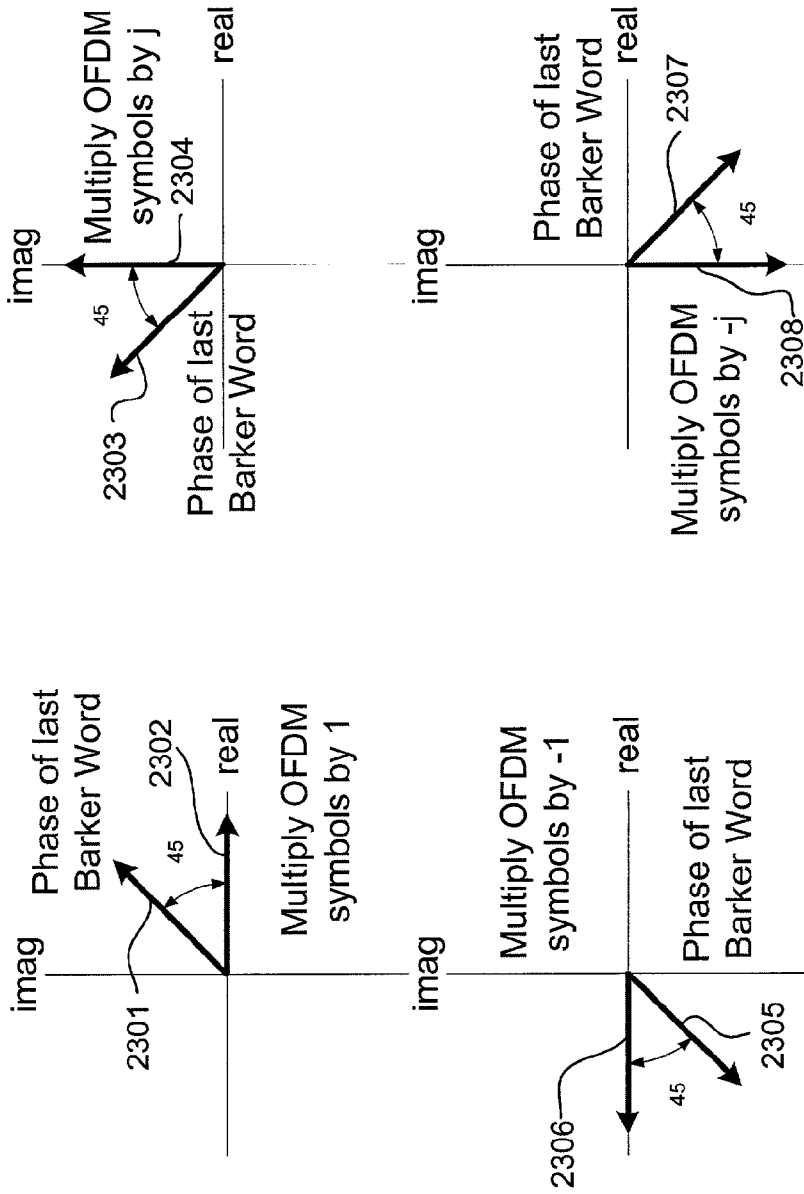 imag
2301
Phase of last
Barker Word
45
2302
real
Multiply OFDM
symbols by 1
imag
2303
45
Multiply OFDM
symbols by j
2304
Phase of last
Barker Word
real
imag
Multiply OFDM
symbols by -1
2306
real
45
2305
Phase of last
Barker Word
imag
Phase of last
Barker Word
real
2307
45
Multiply OFDM
symbols by -j
2308